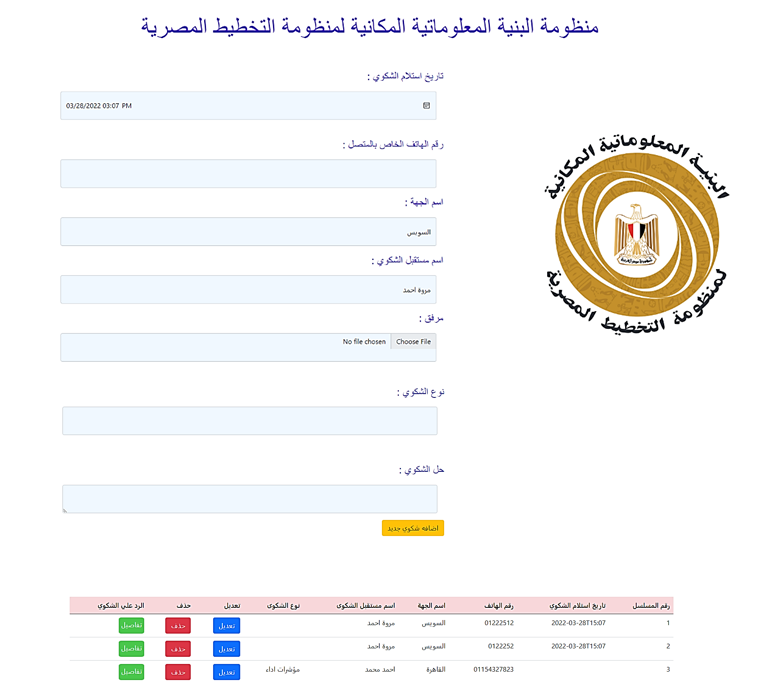 منظومة البنية المعلوماتية المكانية لمنظومة التخطيط المصرية
البنية المعلوماتية المكانية
لمنظومة التخطيط المصرية
تاريخ استلام الشكوي :
03/28/2022 03:07 PM
رقم الهاتف الخاص بالمتصل :
اسم الجهة :
السويس
اسم مستقبل الشكوي :
مروة احمد
مرفق :
Choose File No file chosen
نوع الشكوي :
حل الشكوي :
اضافه شكوي جديد
رقم المسلسل تاريخ استلام الشكوي رقم الهاتف اسم الجهة اسم مستقبل الشكوى نوع الشكوى تعديل حذف الرد علي الشكوي
1 2022-03-28T15:07 01222512 السويس مروة احمد تعديل حذف تفاصيل
2 2022-03-28T15:07 0122252 السويس مروة احمد تعديل حذف تفاصيل
3 01154327823 القاهرة احمد محمد مؤشرات اداء تعديل حذف تفاصيل